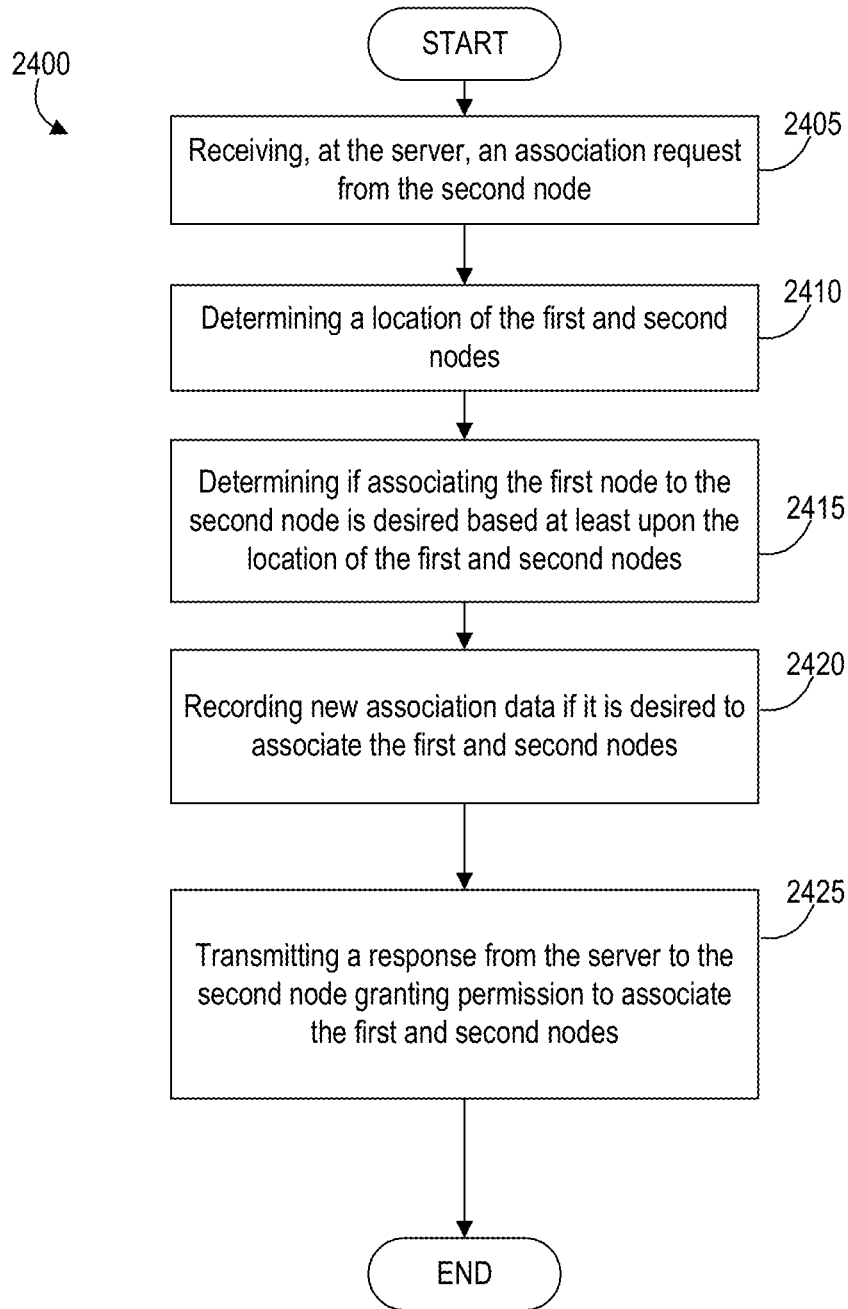 START
2400
2405
Receiving, at the server, an association request
from the second node
2410
Determining a location of the first and second
nodes
Determining if associating the first node to the
second node is desired based at least upon the
location of the first and second nodes
2415
2420
Recording new association data if it is desired to
associate the first and second nodes
2425
Transmitting a response from the server to the
second node granting permission to associate
the first and second nodes
END